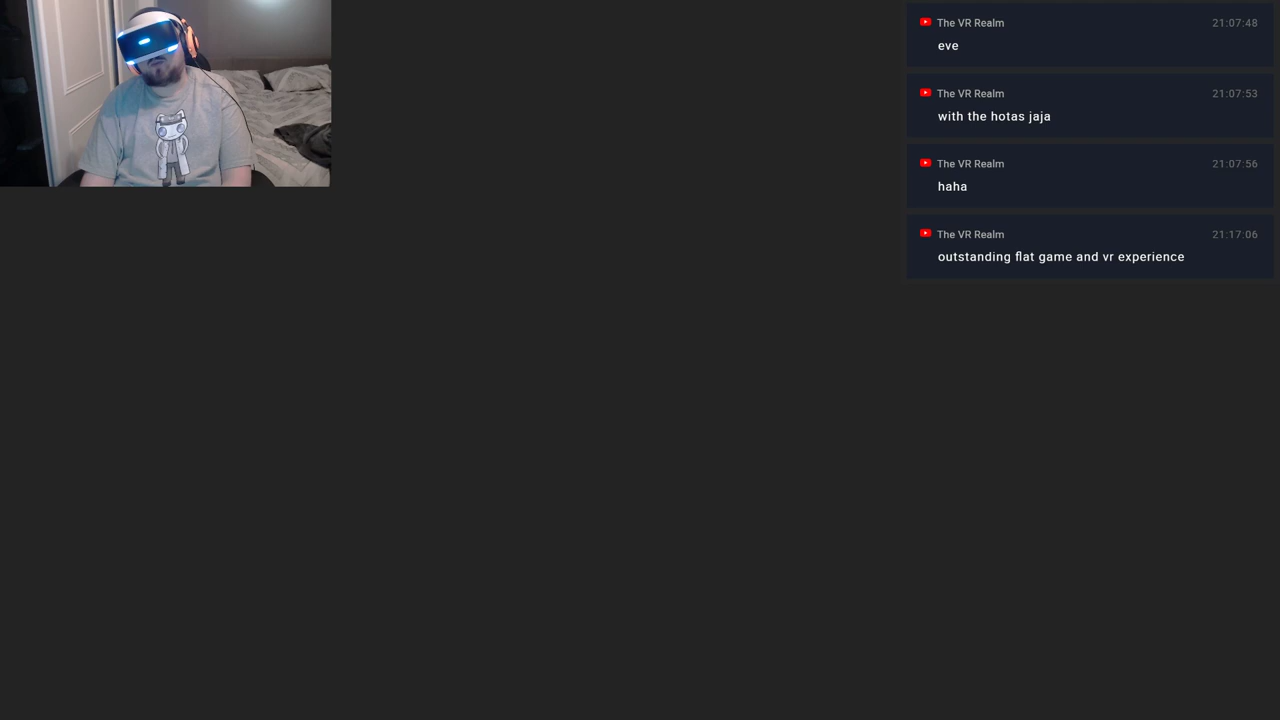 The VR Realm 21:07:48
eve
The VR Realm 21:07:53
with the hotas jaja
The VR Realm 21:07:56
haha
The VR Realm 21:17:06
outstanding flat game and vr experience